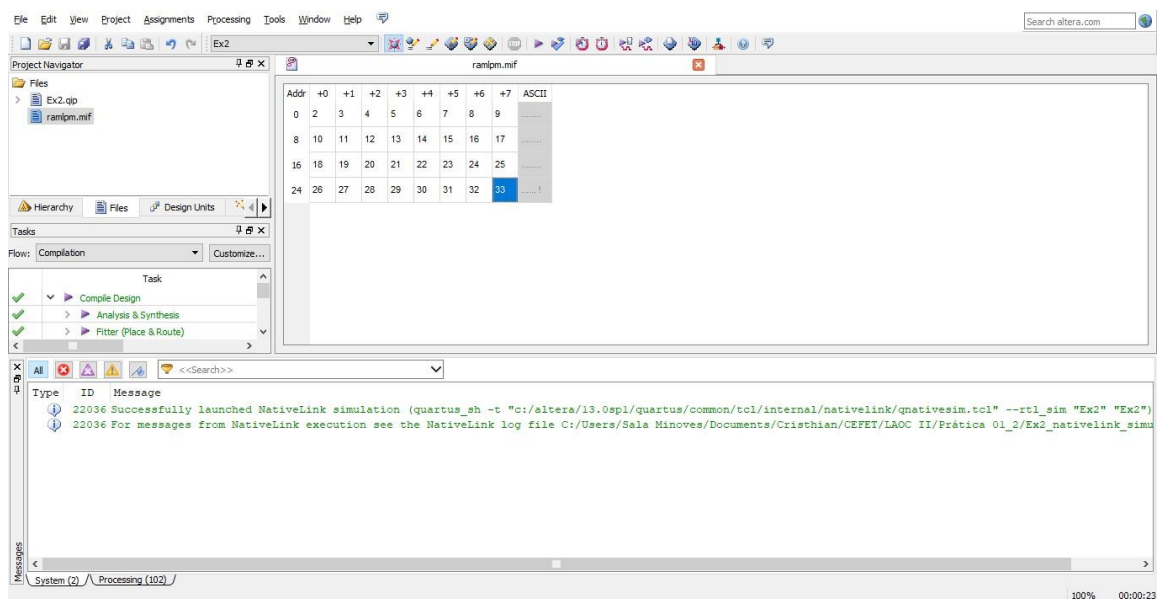 File Edit View Project Assignments Processing Tools Window Help
Search altera.com
Ex2
Project Navigator
ramlpm.mif
Files
Ex2.qip
ramlpm.mif
Addr +0 +1 +2 +3 +4 +5 +6 +7 ASCII
0 2 3 4 5 6 7 8 9 ........
8 10 11 12 13 14 15 16 17 ........
16 18 19 20 21 22 23 24 25 ........
24 26 27 28 29 30 31 32 33 ......!
Hierarchy Files Design Units
Tasks
Flow: Compilation Customize...
Task
Compile Design
Analysis & Synthesis
Fitter (Place & Route)
All <<Search>>
Type ID Message
22036 Successfully launched NativeLink simulation (quartus_sh -t "c:/altera/13.0sp1/quartus/common/tcl/internal/nativelink/qnativesim.tcl" --rtl_sim "Ex2" "Ex2")
22036 For messages from NativeLink execution see the NativeLink log file C:/Users/Sala Minoves/Documents/Cristhian/CEFET/LAOC II/Prática 01_2/Ex2_nativelink_simu
Messages
System (2) Processing (102)
100% 00:00:23